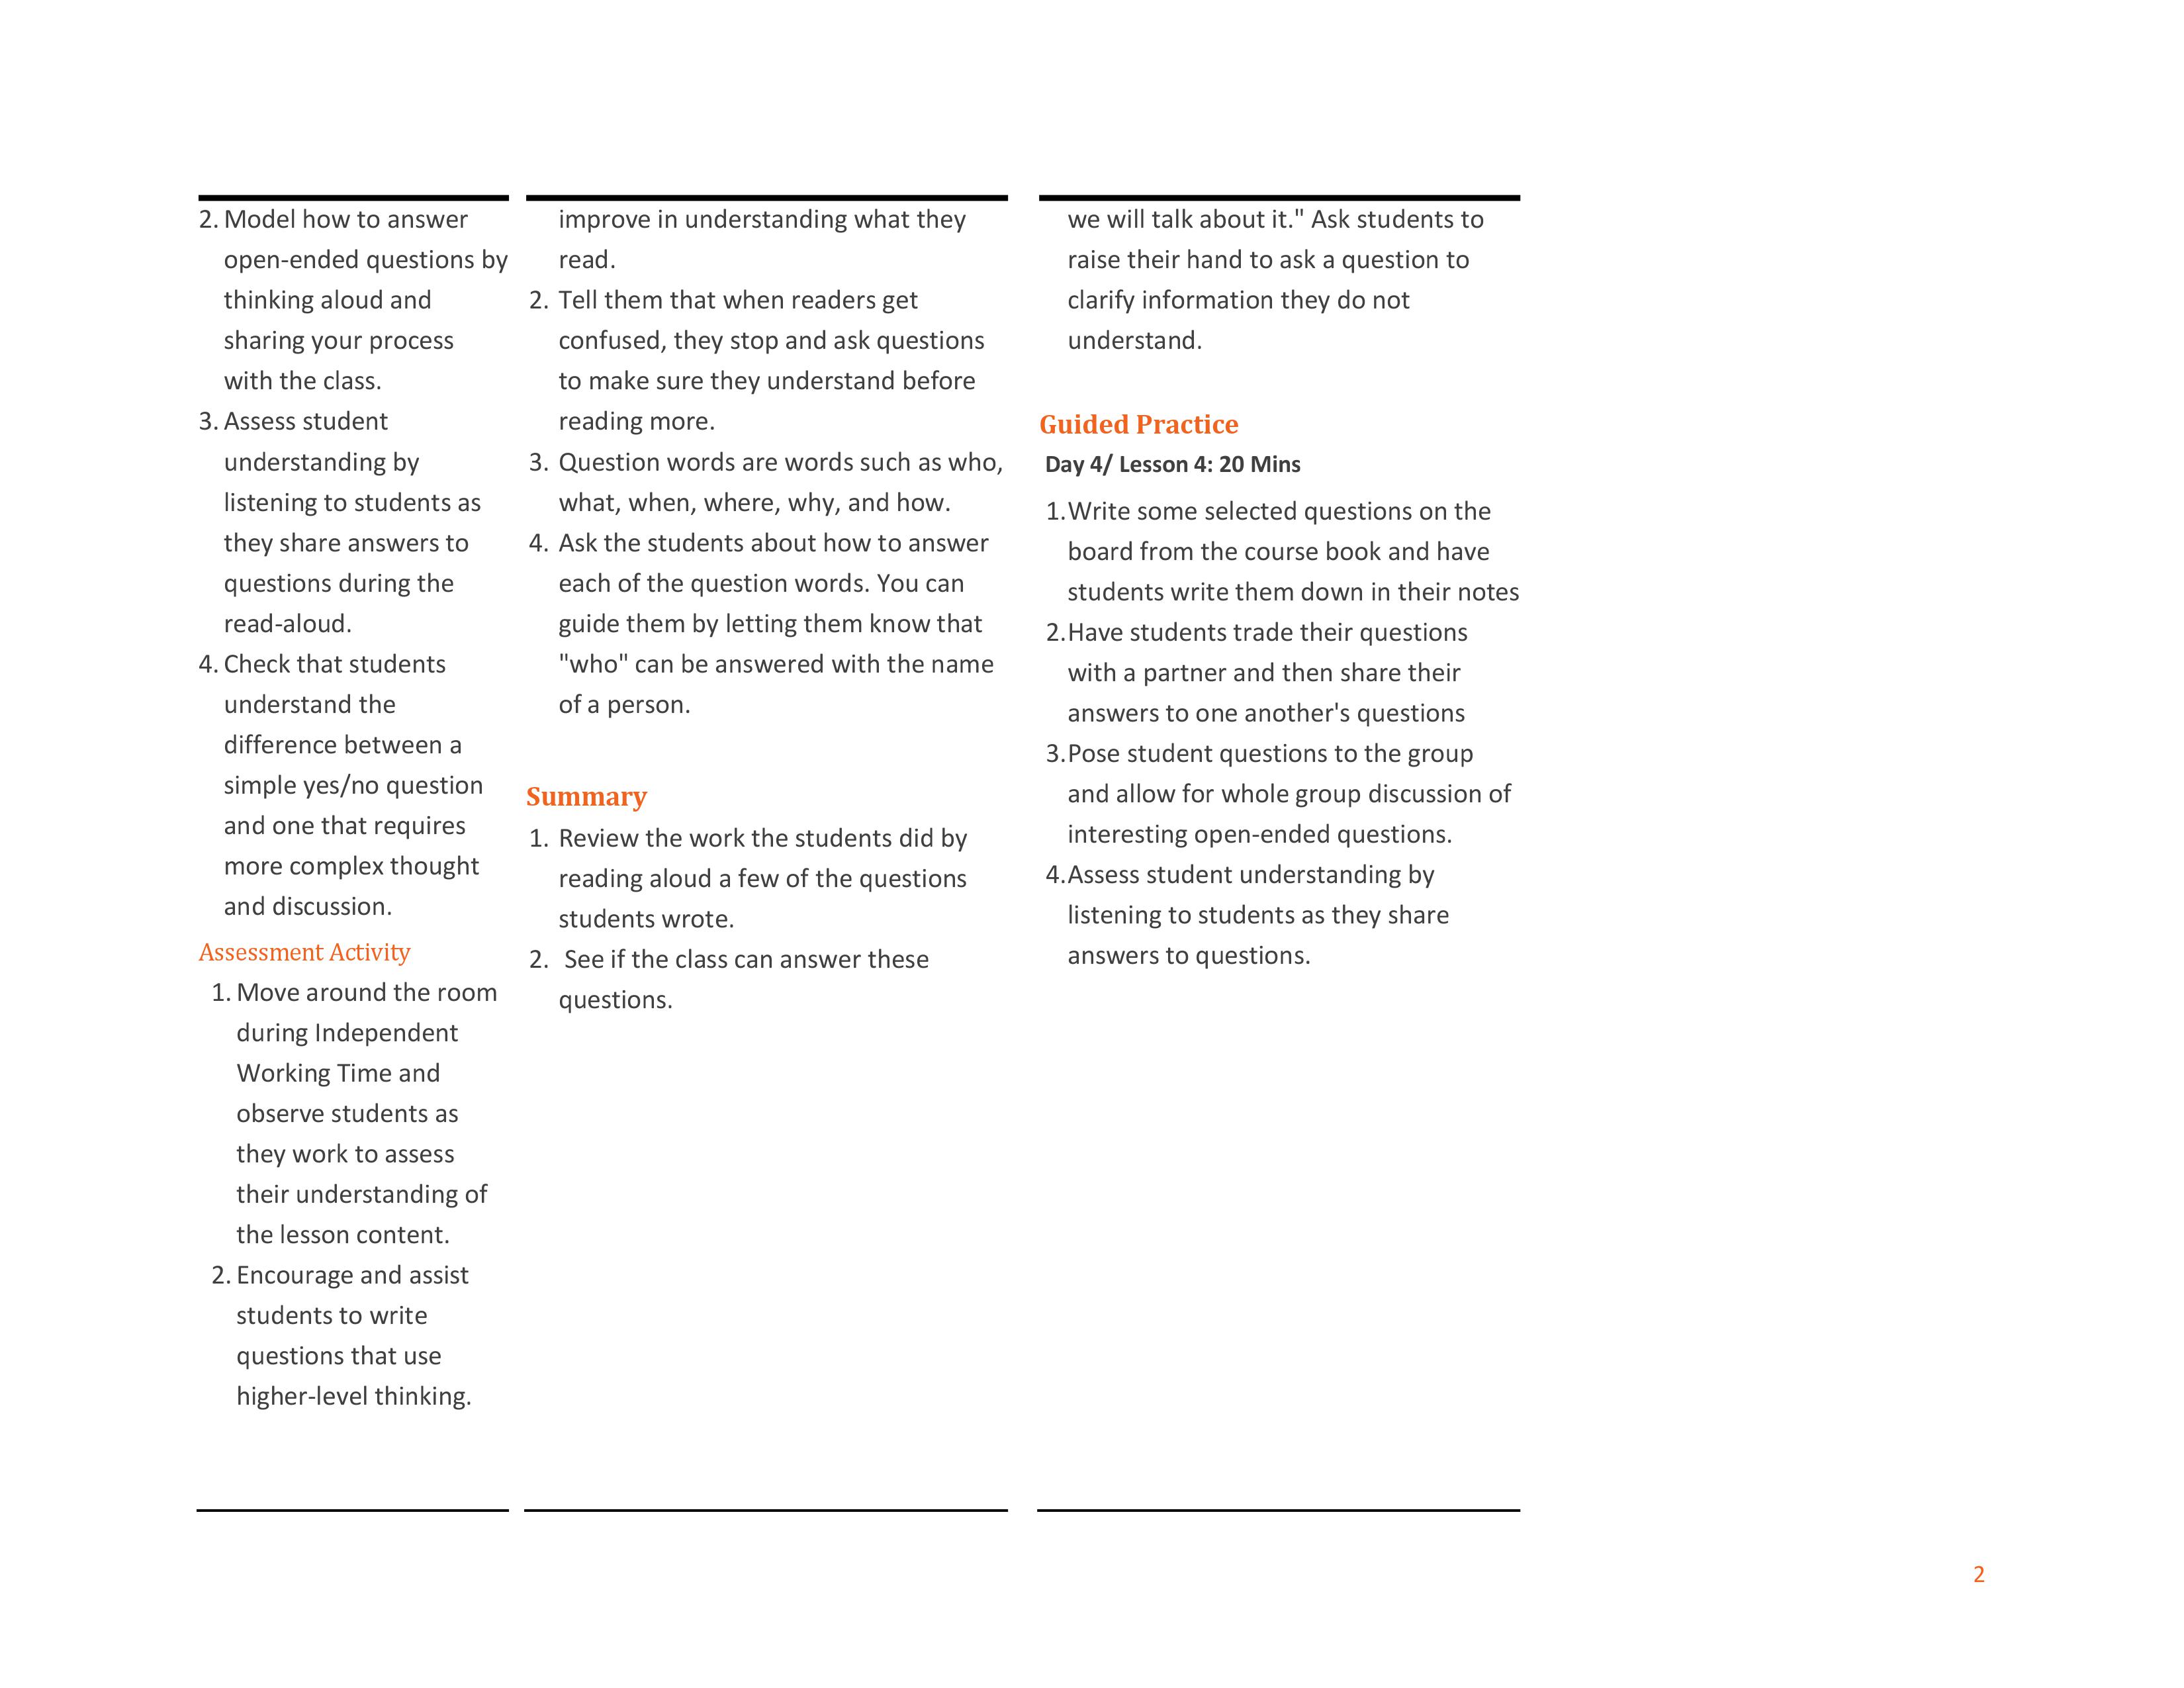 2. Model how to answer
open-ended questions by
thinking aloud and
sharing your process
with the class.
3. Assess student
understanding by
listening to students as
they share answers to
questions during the
read-aloud.
4. Check that students
understand the
difference between a
simple yes/no question
and one that requires
more complex thought
and discussion.
Assessment Activity
1. Move around the room
during Independent
Working Time and
observe students as
they work to assess
their understanding of
the lesson content.
2. Encourage and assist
students to write
questions that use
higher-level thinking.
improve in understanding what they
read.
2. Tell them that when readers get
confused, they stop and ask questions
to make sure they understand before
reading more.
3. Question words are words such as who,
what, when, where, why, and how.
4. Ask the students about how to answer
each of the question words. You can
guide them by letting them know that
"who" can be answered with the name
of a person.
Summary
1. Review the work the students did by
reading aloud a few of the questions
students wrote.
2. See if the class can answer these
questions.
we will talk about it." Ask students to
raise their hand to ask a question to
clarify information they do not
understand.
Guided Practice
Day 4/ Lesson 4: 20 Mins
1.Write some selected questions on the
board from the course book and have
students write them down in their notes
2.Have students trade their questions
with a partner and then share their
answers to one another's questions
3.Pose student questions to the group
and allow for whole group discussion of
interesting open-ended questions.
4.Assess student understanding by
listening to students as they share
answers to questions.
2